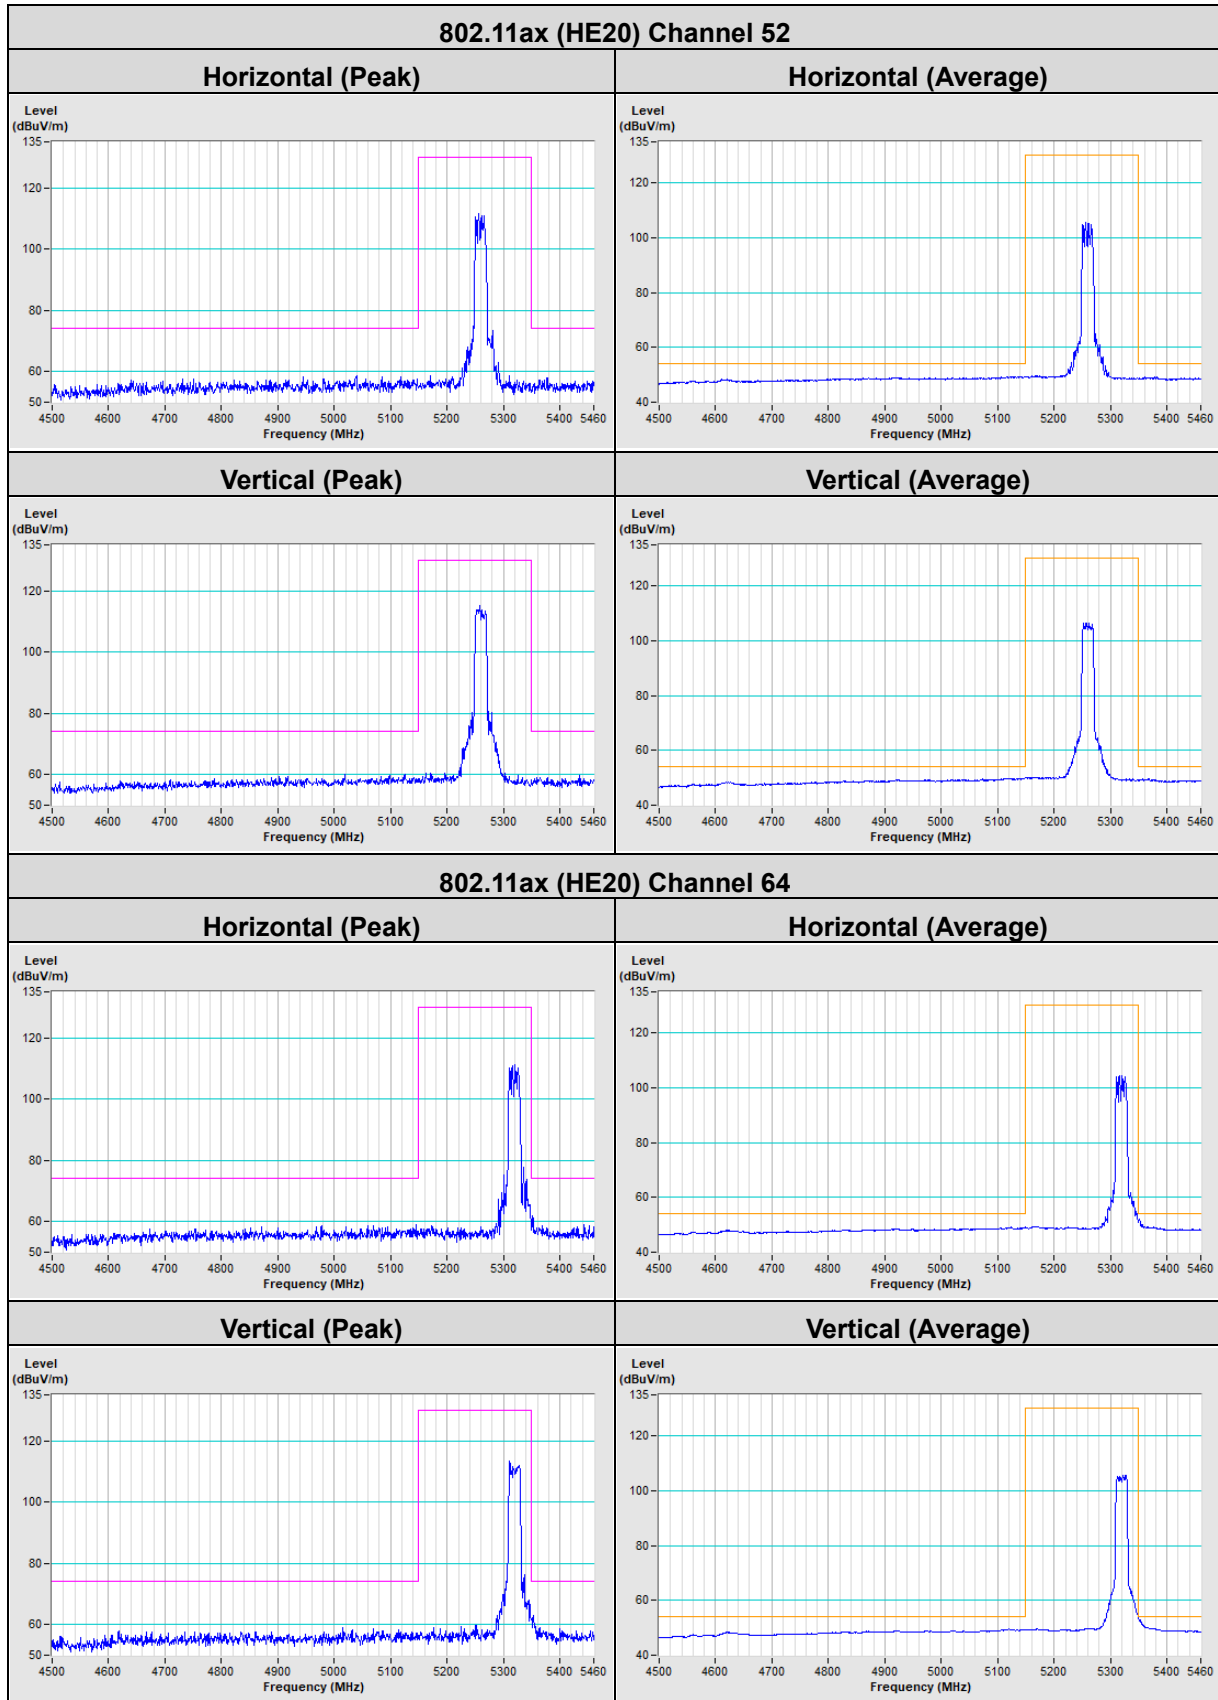 802.11ax (HE20) Channel 52
Horizontal (Peak) Horizontal (Average)
Level
(dBuV/m)
135
120
100
80
60
50
4500 4600 4700 4800 4900 5000 5100 5200 5300 5400 5460
Frequency (MHz)
Level
(dBuV/m)
135
120
100
80
60
40
4500 4600 4700 4800 4900 5000 5100 5200 5300 5400 5460
Frequency (MHz)
Vertical (Peak) Vertical (Average)
Level
(dBuV/m)
135
120
100
80
60
50
4500 4600 4700 4800 4900 5000 5100 5200 5300 5400 5460
Frequency (MHz)
Level
(dBuV/m)
135
120
100
80
60
40
4500 4600 4700 4800 4900 5000 5100 5200 5300 5400 5460
Frequency (MHz)
802.11ax (HE20) Channel 64
Horizontal (Peak) Horizontal (Average)
Level
(dBuV/m)
135
120
100
80
60
50
4500 4600 4700 4800 4900 5000 5100 5200 5300 5400 5460
Frequency (MHz)
Level
(dBuV/m)
135
120
100
80
60
40
4500 4600 4700 4800 4900 5000 5100 5200 5300 5400 5460
Frequency (MHz)
Vertical (Peak) Vertical (Average)
Level
(dBuV/m)
135
120
100
80
60
50
4500 4600 4700 4800 4900 5000 5100 5200 5300 5400 5460
Frequency (MHz)
Level
(dBuV/m)
135
120
100
80
60
40
4500 4600 4700 4800 4900 5000 5100 5200 5300 5400 5460
Frequency (MHz)